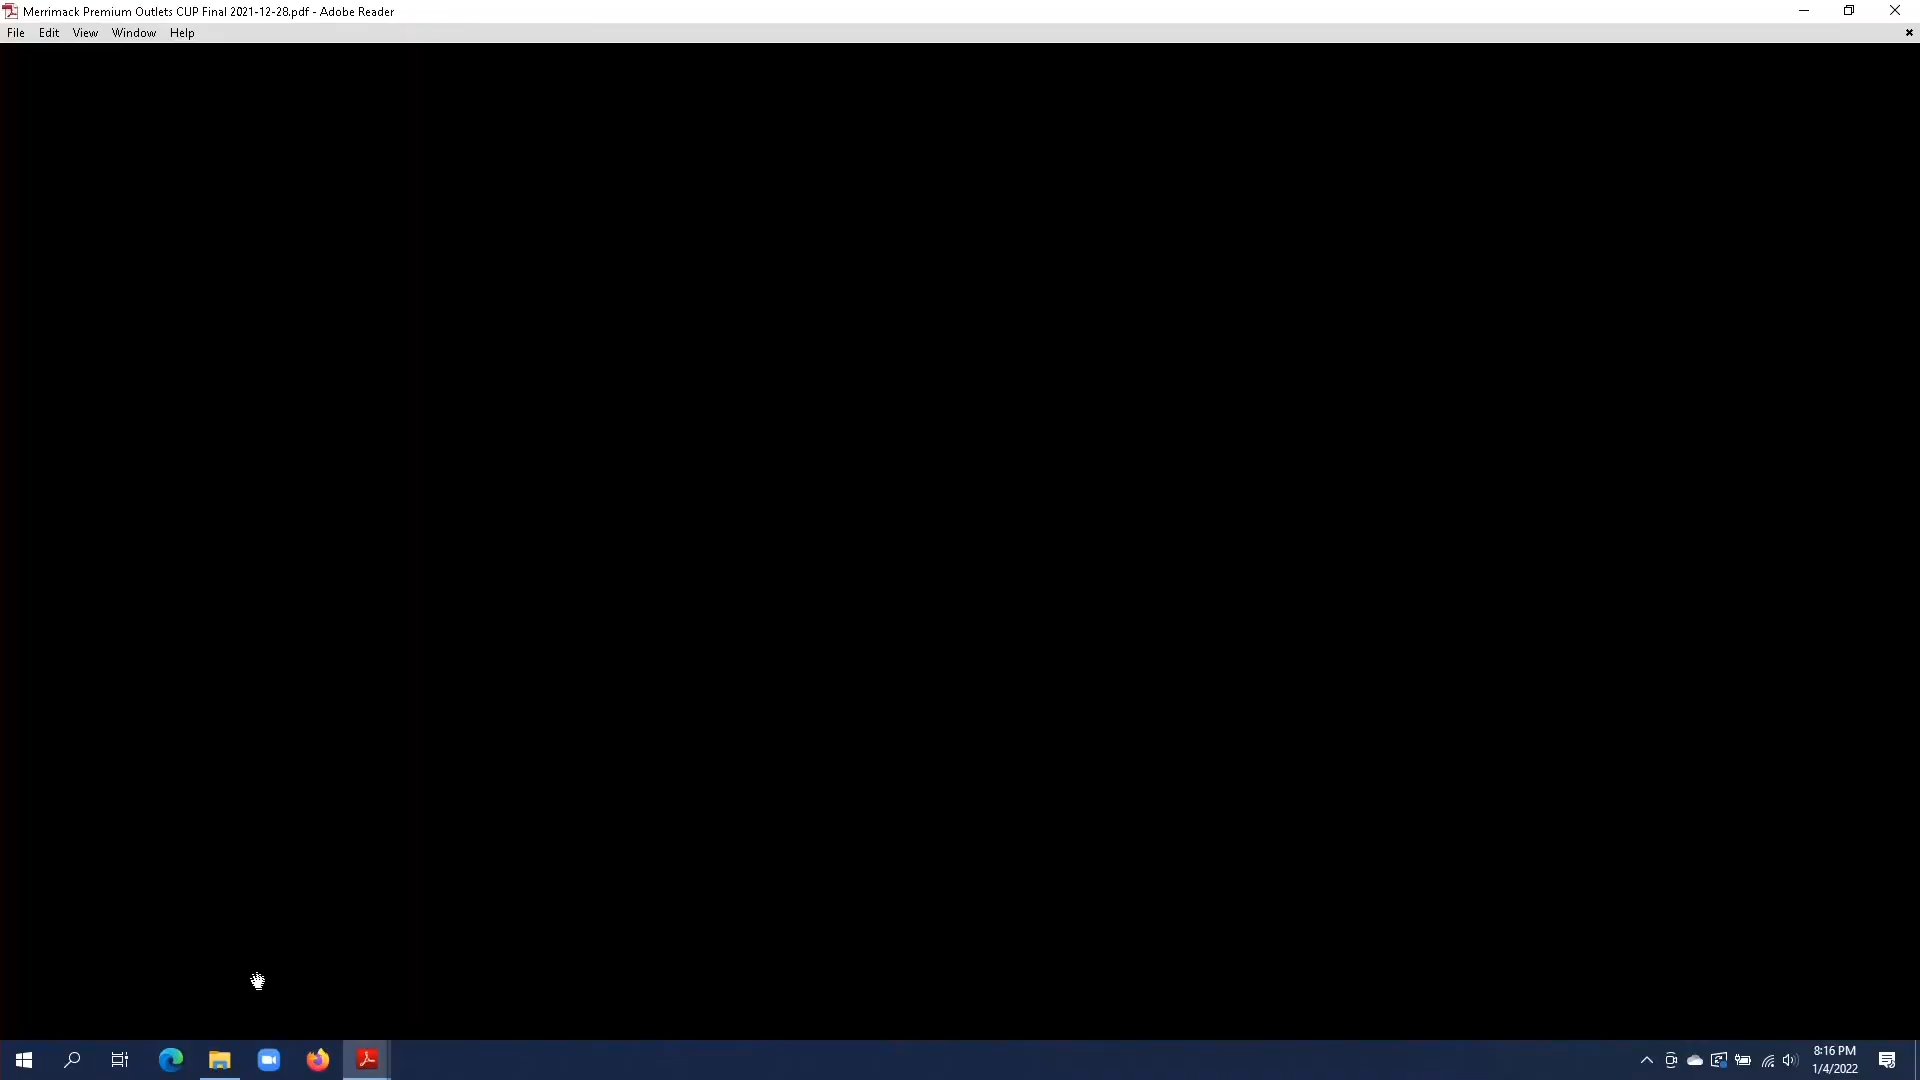 Merrimack Premium Outlets CUP Final 2021-12-28.pdf - Adobe Reader
File Edit View Window Help
8:16 PM
1/4/2022